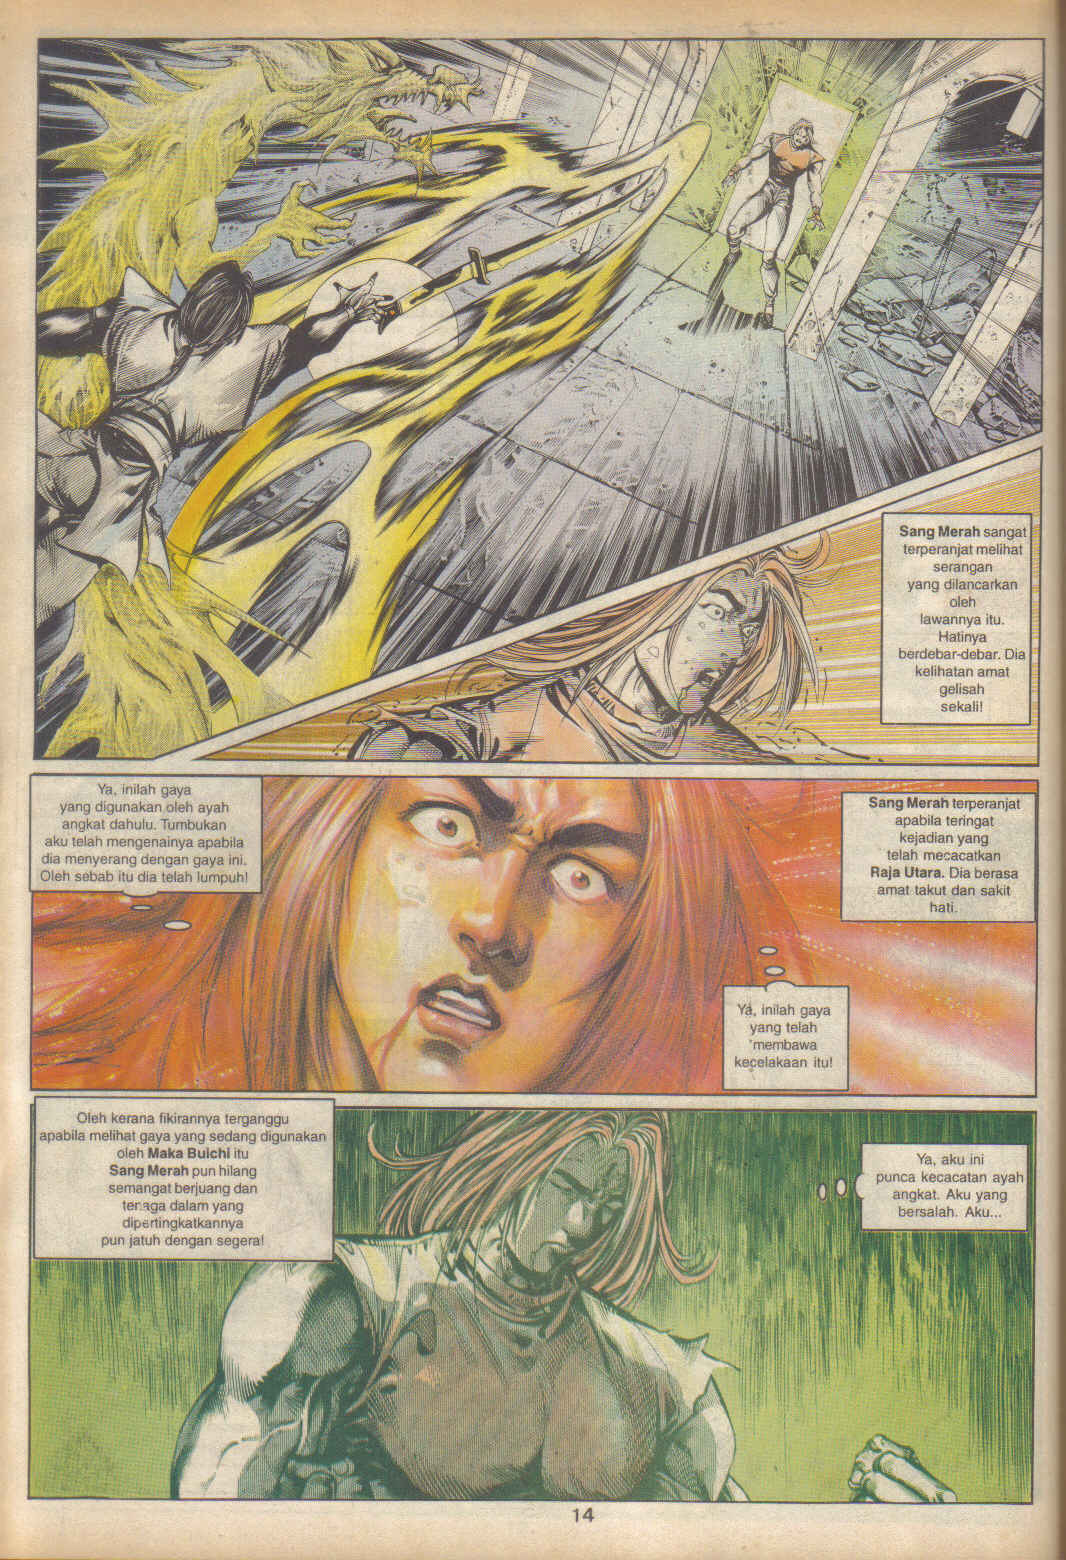 Sang Merah sangat
terperanjat melihat
serangan
yang dilancarkan
oleh
lawannya itu.
Hatinya
berdebar-debar. Dia
kelihatan amat
gelisah
sekali!
Ya, inilah gaya
yang digunakan oleh ayah
angkat dahulu. Tumbukan
aku telah mengenainya apabila
dia menyerang dengan gaya ini.
Oleh sebab itu dia telah lumpuh!
Sang Merah terperanjat
apabila teringat
kejadian yang
telah mecacatkan
Raja Utara. Dia berasa
amat takut dan sakit
hati.
Ya, inilah gaya
yang telah
membawa
kecelakaan itu!
Oleh kerana fikirannya terganggu
apabila melihat gaya yang sedang digunakan
oleh Maka Buichi itu
Sang Merah pun hilang
semangat berjuang dan
tenaga dalam yang
dipertingkatkannya
pun jatuh dengan segera!
Ya, aku ini
punca kecacatan ayah
angkat. Aku yang
bersalah. Aku...
14